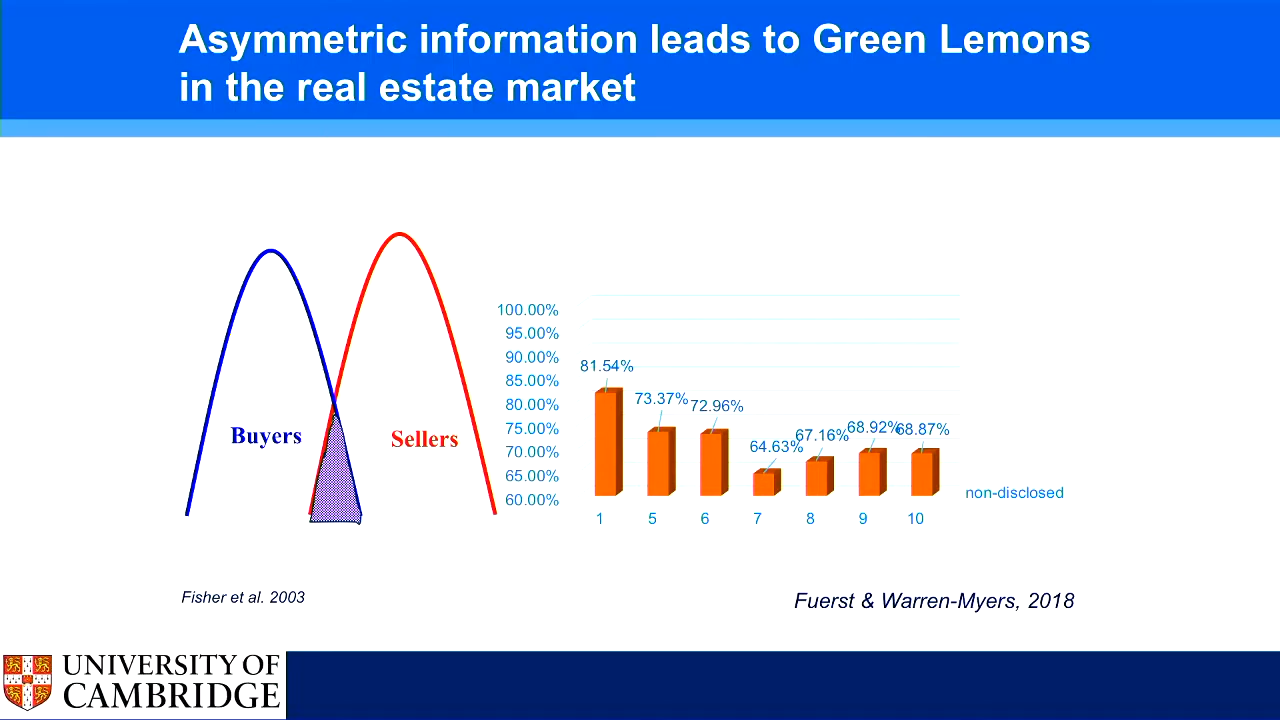 Asymmetric information leads to Green Lemons
in the real estate market
Buyers
Sellers
100.00%
95.00%
90.00%
85.00%
80.00%
75.00%
70.00%
65.00%
60.00%
81.54%
73.37%
72.96%
64.63%
67.16%
68.92%
68.87%
non-disclosed
1 5 6 7 8 9 10
Fisher et al. 2003
Fuerst & Warren-Myers, 2018
UNIVERSITY OF
CAMBRIDGE